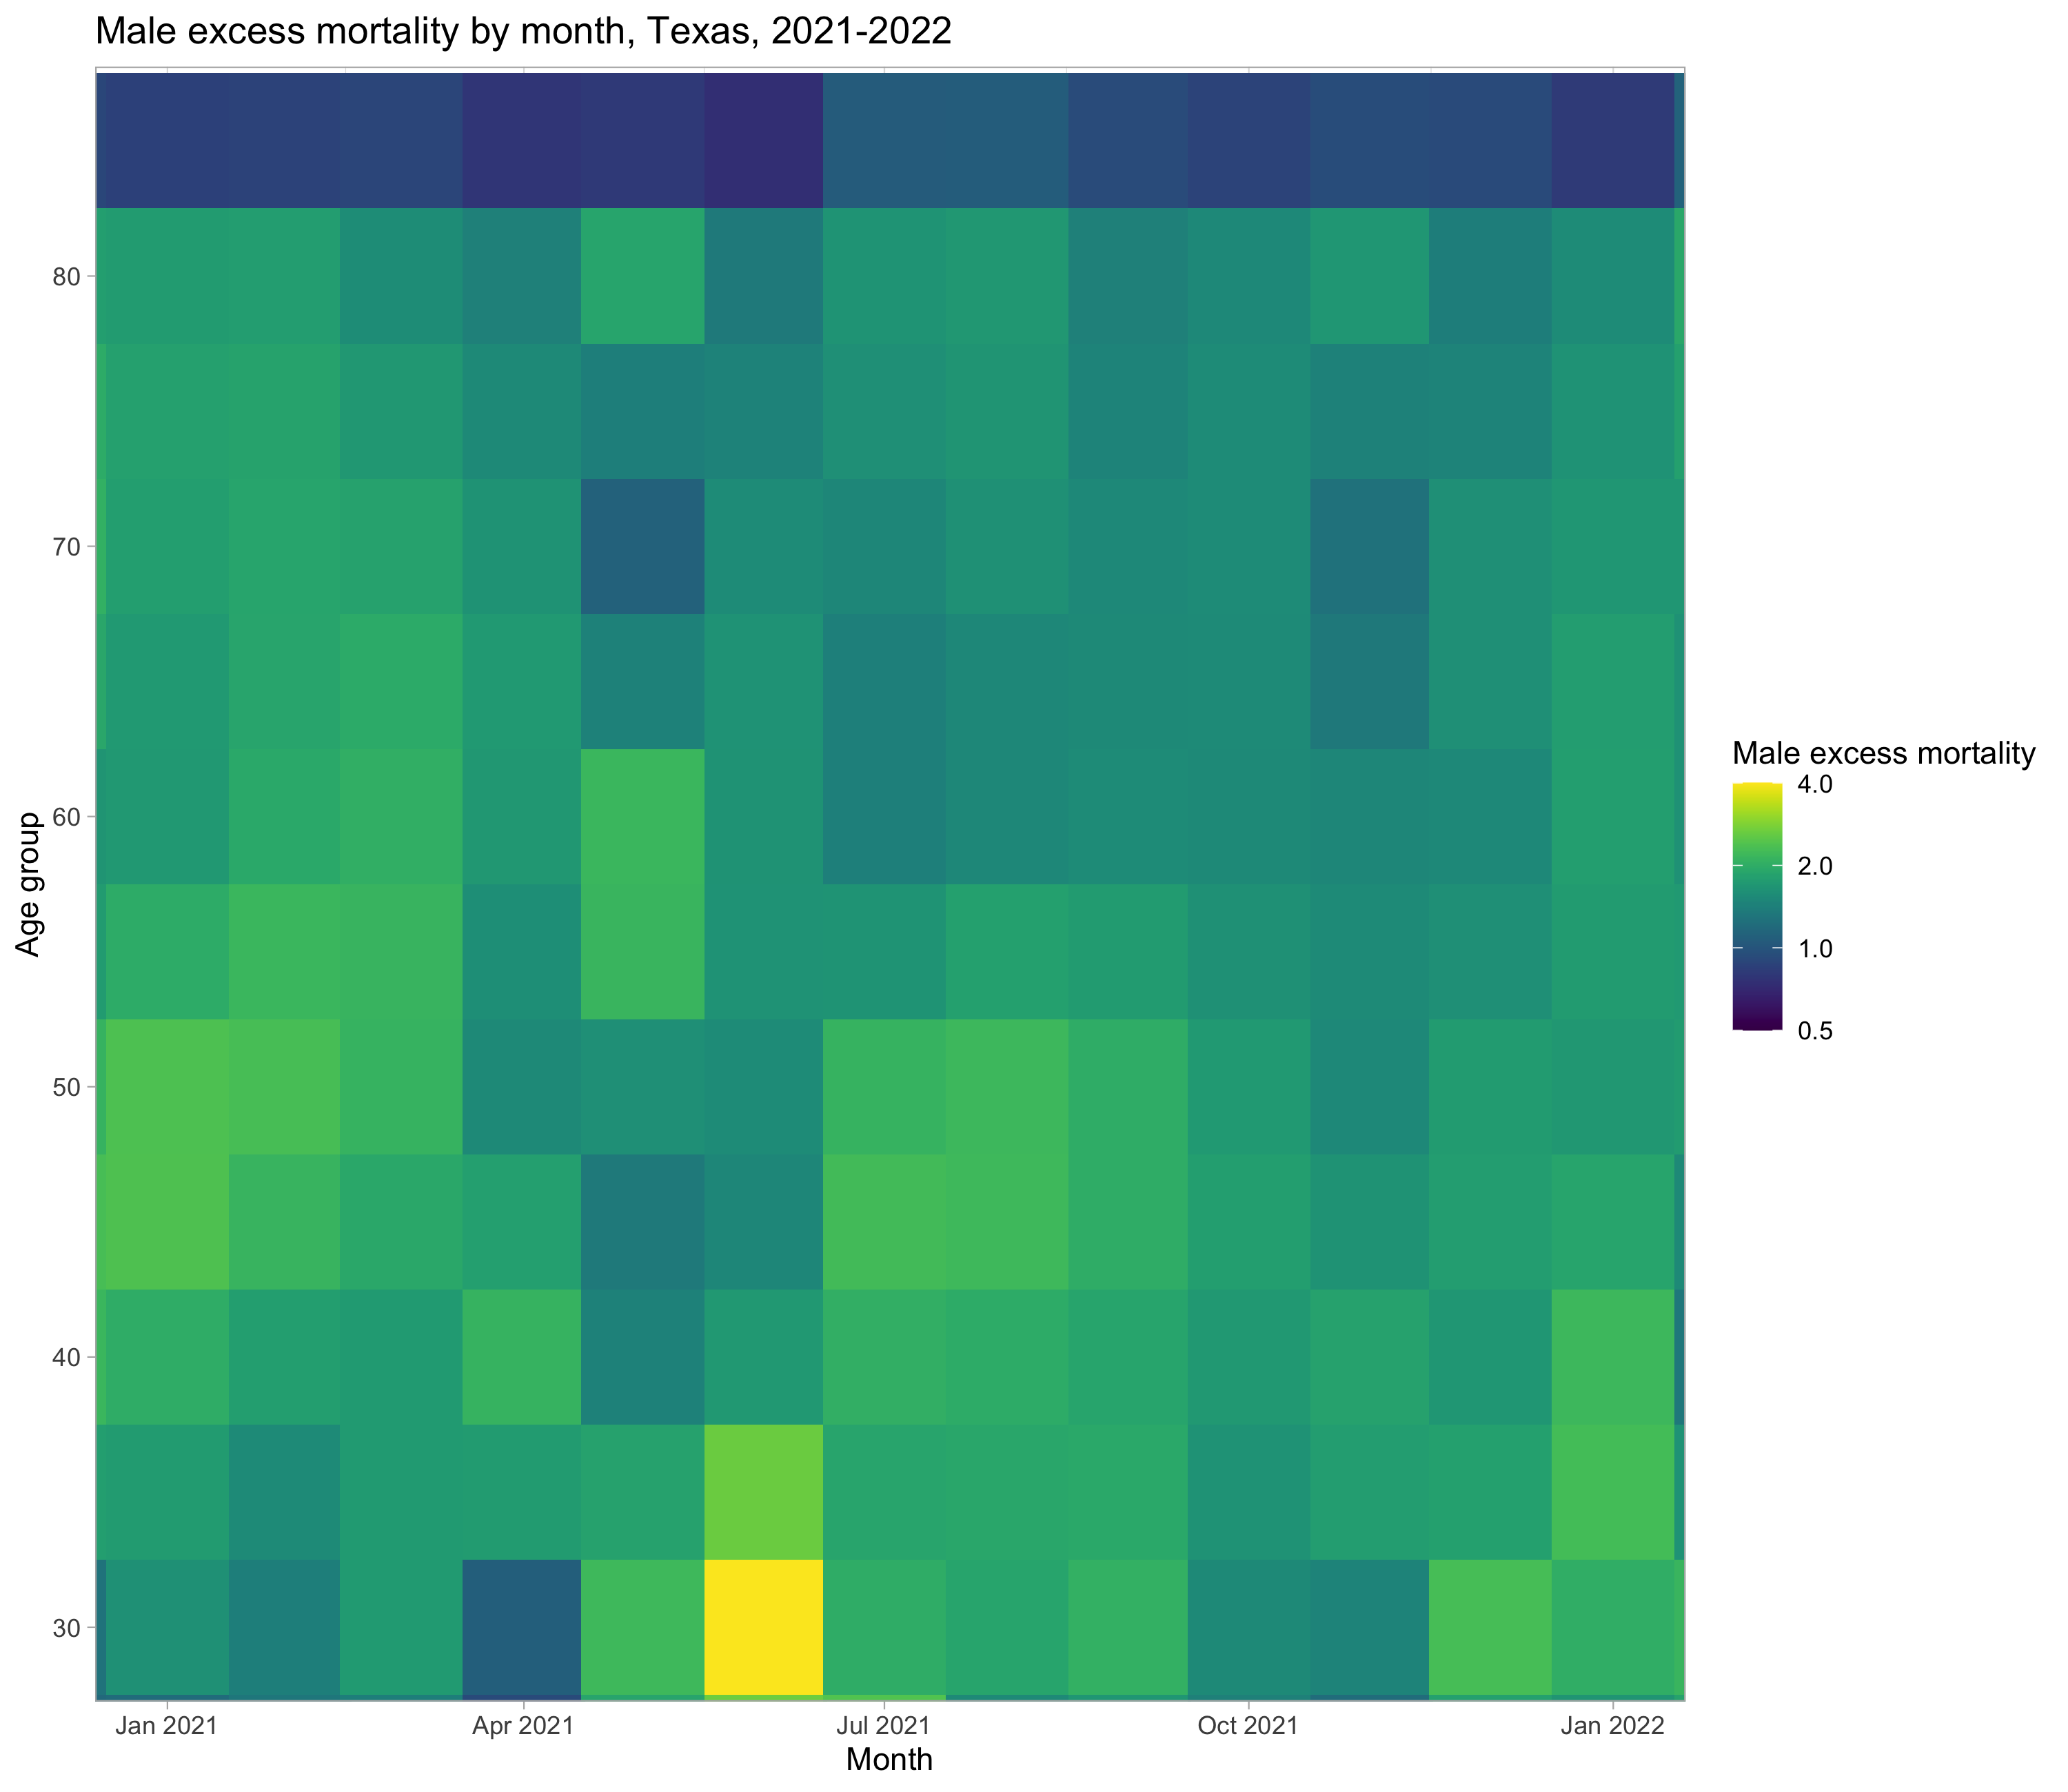 Male excess mortality by month, Texas, 2021-2022
80
70
60
50
40
30
Age group
Jan 2021 Apr 2021 Jul 2021 Oct 2021 Jan 2022
Month
Male excess mortality
4.0
2.0
1.0
0.5